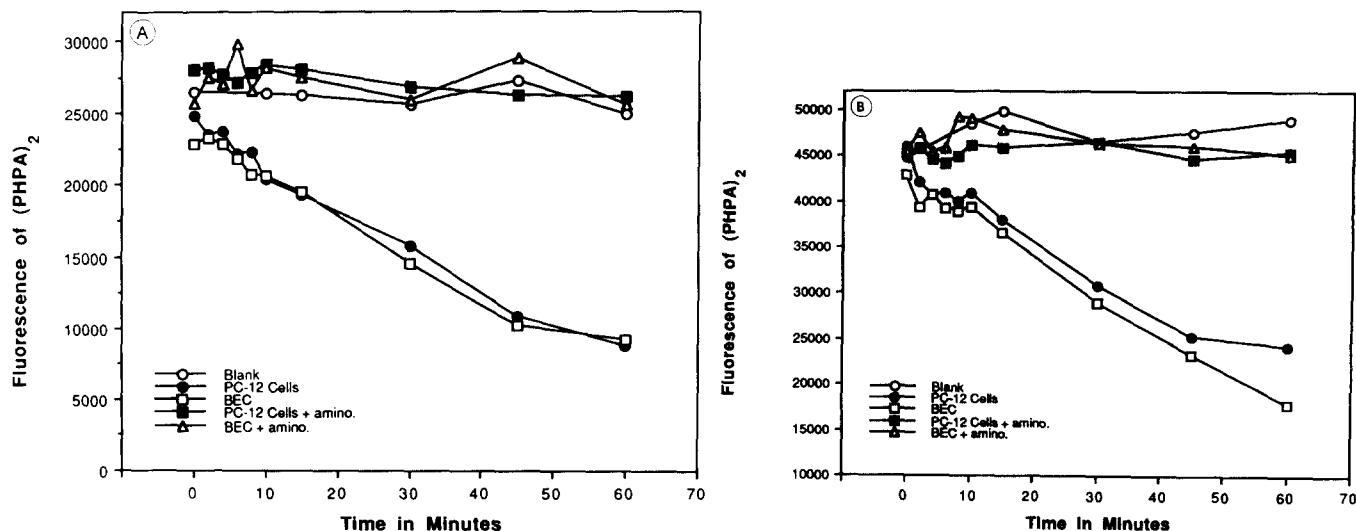 A
Fluorescence of (PHPA)2
30000
25000
20000
15000
10000
5000
0
Blank
PC-12 Cells
BEC
PC-12 Cells + amino.
BEC + amino.
0 10 20 30 40 50 60 70
Time in Minutes
B
Fluorescence of (PHPA)2
50000
45000
40000
35000
30000
25000
20000
15000
10000
Blank
PC-12 Cells
BEC
PC-12 Cells + amino.
BEC + amino.
0 10 20 30 40 50 60 70
Time in Minutes